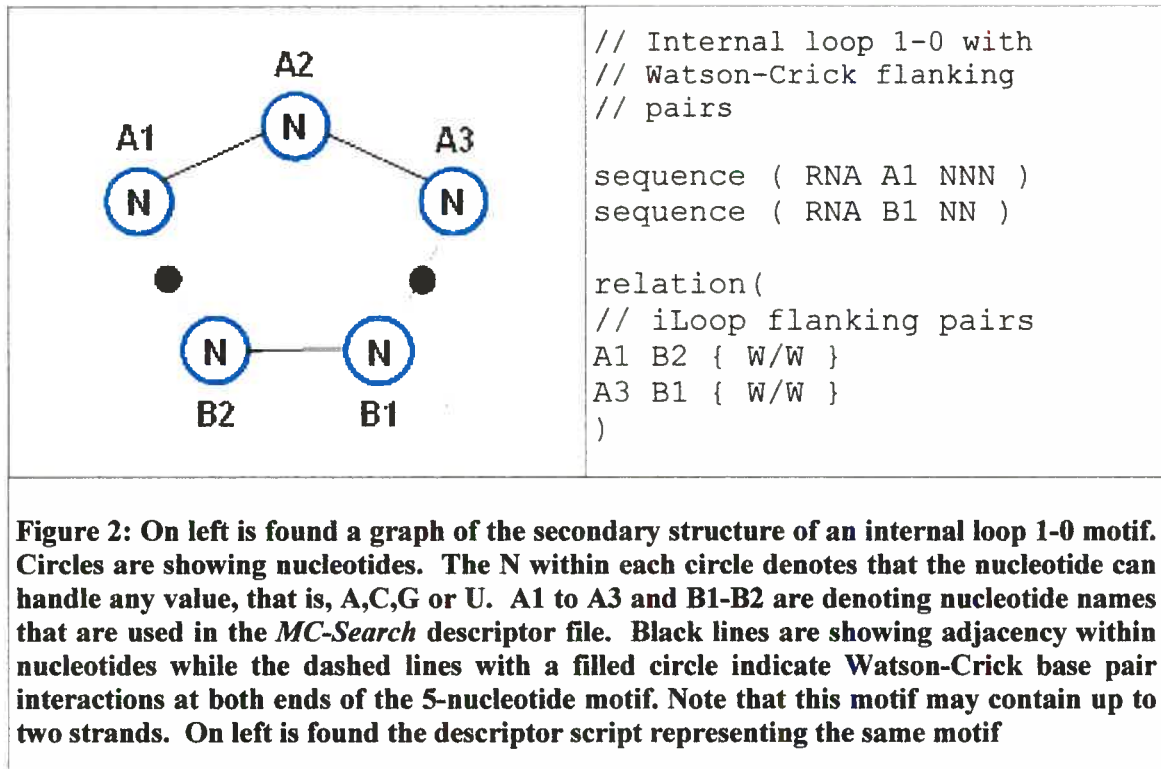 A2
A1
A3
N
N
N
N
N
B2
B1
// Internal loop 1-0 with
// Watson-Crick flanking
// pairs
sequence ( RNA A1 NNN )
sequence ( RNA B1 NN )
relation(
// iLoop flanking pairs
A1 B2 { W/W }
A3 B1 { W/W }
)
Figure 2: On left is found a graph of the secondary structure of an internal loop 1-0 motif.
Circles are showing nucleotides. The N within each circle denotes that the nucleotide can
handle any value, that is, A,C,G or U. A1 to A3 and B1-B2 are denoting nucleotide names
that are used in the MC-Search descriptor file. Black lines are showing adjacency within
nucleotides while the dashed lines with a filled circle indicate Watson-Crick base pair
interactions at both ends of the 5-nucleotide motif. Note that this motif may contain up to
two strands. On left is found the descriptor script representing the same motif